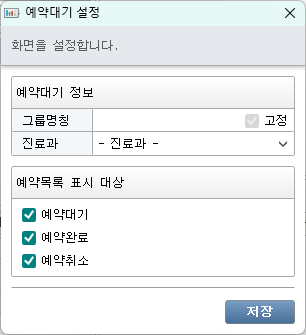 예약대기 설정
화면을 설정합니다.
예약대기 정보
그룹명칭 고정
진료과 - 진료과 -
예약목록 표시 대상
예약대기
예약완료
예약취소
저장